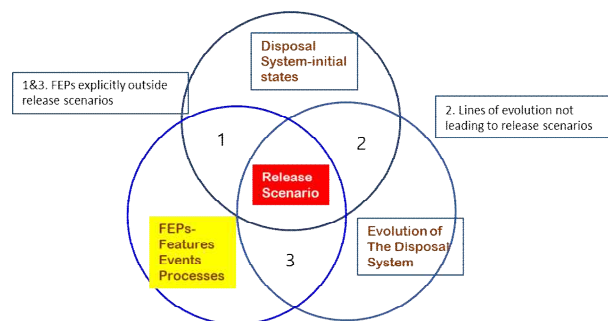 Disposal
System-initial
states
1&3. FEPs explicitly outside
release scenarios
2. Lines of evolution not
leading to release scenarios
1
2
Release
Scenario
FEPs-
Features
Events
Processes
Evolution of
The Disposal
System
3